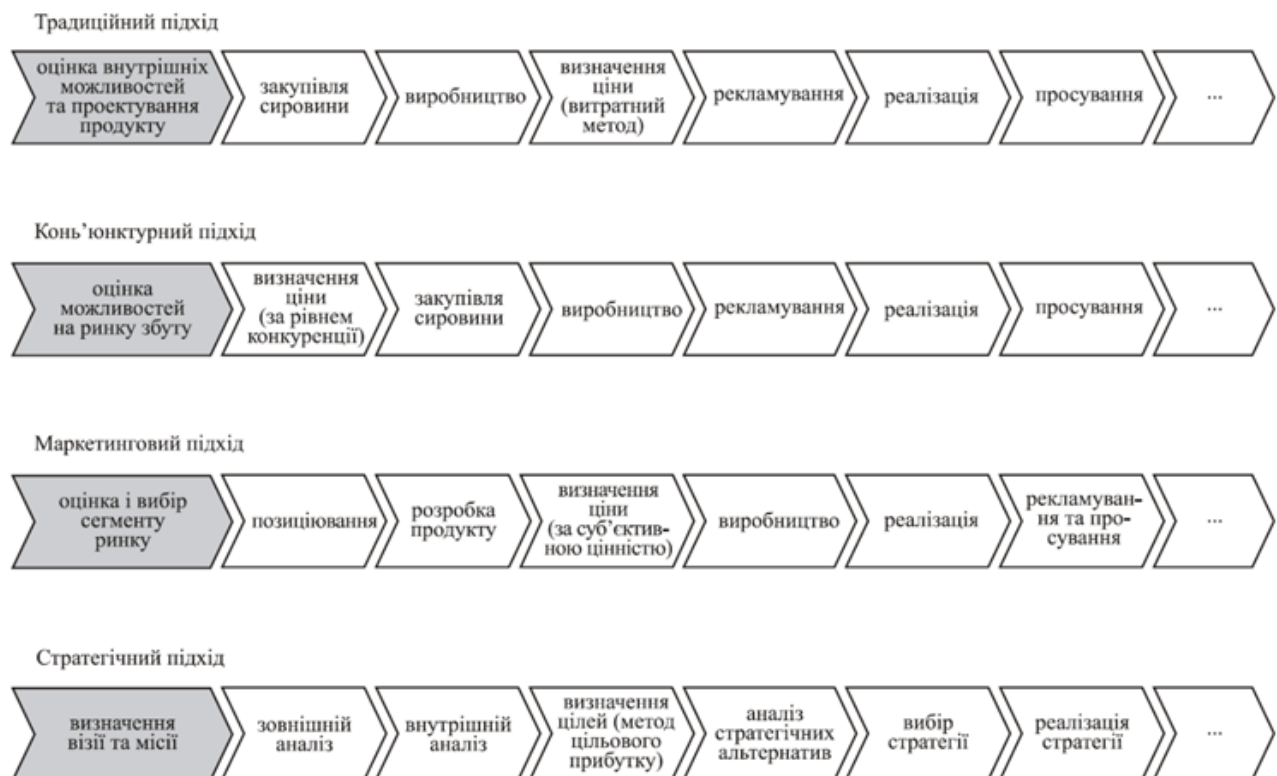 Традиційний підхід
оцінка внутрішніх
можливостей
та проектування
продукту
закупівля
сировини
виробництво
визначення
ціни
(витратний
метод)
рекламування
реалізація
просування
...
Конь’юнктурний підхід
оцінка
можливостей
на ринку збуту
визначення
ціни
(за рівнем
конкуренції)
закупівля
сировини
виробництво
рекламування
реалізація
просування
...
Маркетинговий підхід
оцінка і вибір
сегменту
ринку
позиціювання
розробка
продукту
визначення
ціни
(за суб’єктив-
ною цінністю)
виробництво
реалізація
рекламуван-
ня та про-
сування
...
Стратегічний підхід
визначення
візії та місії
зовнішній
аналіз
внутрішній
аналіз
визначення
цілей (метод
цільового
прибутку)
аналіз
стратегічних
альтернатив
вибір
стратегії
реалізація
стратегії
...